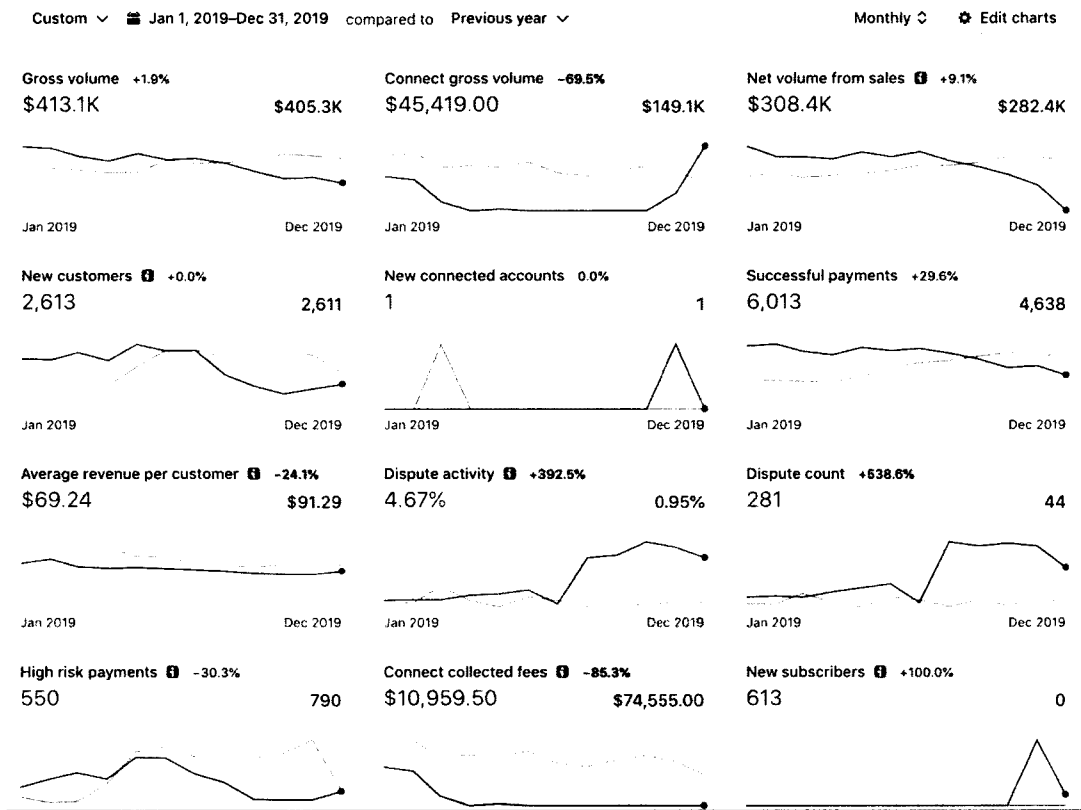 Custom Jan 1, 2019–Dec 31, 2019 compared to Previous year Monthly Edit charts
Gross volume +1.9% Connect gross volume -69.5% Net volume from sales +9.1%
$413.1K $405.3K $45,419.00 $149.1K $308.4K $282.4K
Jan 2019 Dec 2019 Jan 2019 Dec 2019 Jan 2019 Dec 2019
New customers +0.0% New connected accounts 0.0% Successful payments +29.6%
2,613 2,611 1 1 6,013 4,638
Jan 2019 Dec 2019 Jan 2019 Dec 2019 Jan 2019 Dec 2019
Average revenue per customer -24.1% Dispute activity +392.5% Dispute count +538.6%
$69.24 $91.29 4.67% 0.95% 281 44
Jan 2019 Dec 2019 Jan 2019 Dec 2019 Jan 2019 Dec 2019
High risk payments -30.3% Connect collected fees -85.3% New subscribers +100.0%
550 790 $10,959.50 $74,555.00 613 0